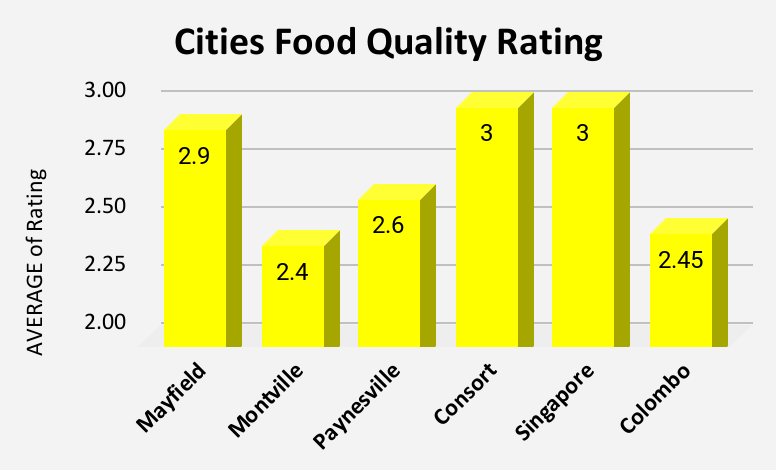 Cities Food Quality Rating
AVERAGE of Rating
3.00
2.75
2.50
2.25
2.00
2.9
2.4
2.6
3
3
2.45
Mayfield
Montville
Paynesville
Consort
Singapore
Colombo